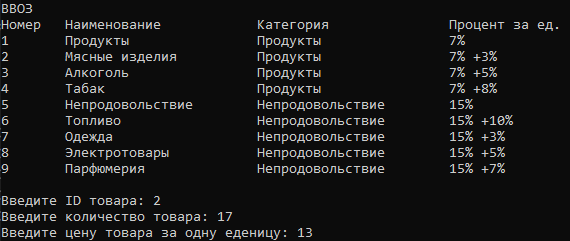 ВВОЗ
Номер Наименование Категория Процент за ед.
1 Продукты Продукты 7%
2 Мясные изделия Продукты 7% +3%
3 Алкоголь Продукты 7% +5%
4 Табак Продукты 7% +8%
5 Непродовольствие Непродовольствие 15%
6 Топливо Непродовольствие 15% +10%
7 Одежда Непродовольствие 15% +3%
8 Электротовары Непродовольствие 15% +5%
9 Парфюмерия Непродовольствие 15% +7%
Введите ID товара: 2
Введите количество товара: 17
Введите цену товара за одну еденицу: 13